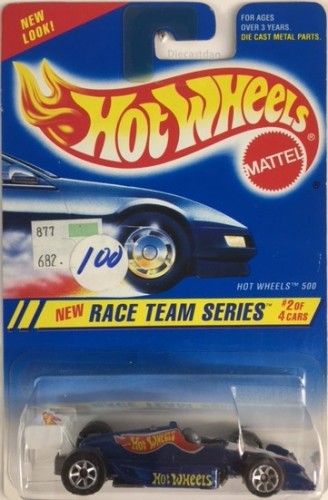 NEW
LOOK!
FOR AGES
OVER 3 YEARS.
DIE CAST METAL PARTS.
Diecastdan
HOT WHEELS®
MATTEL
877
682.
100
HOT WHEELS™ 500
NEW RACE TEAM SERIES™ #2 OF
4 CARS
HOT WHEELS
HOT WHEELS